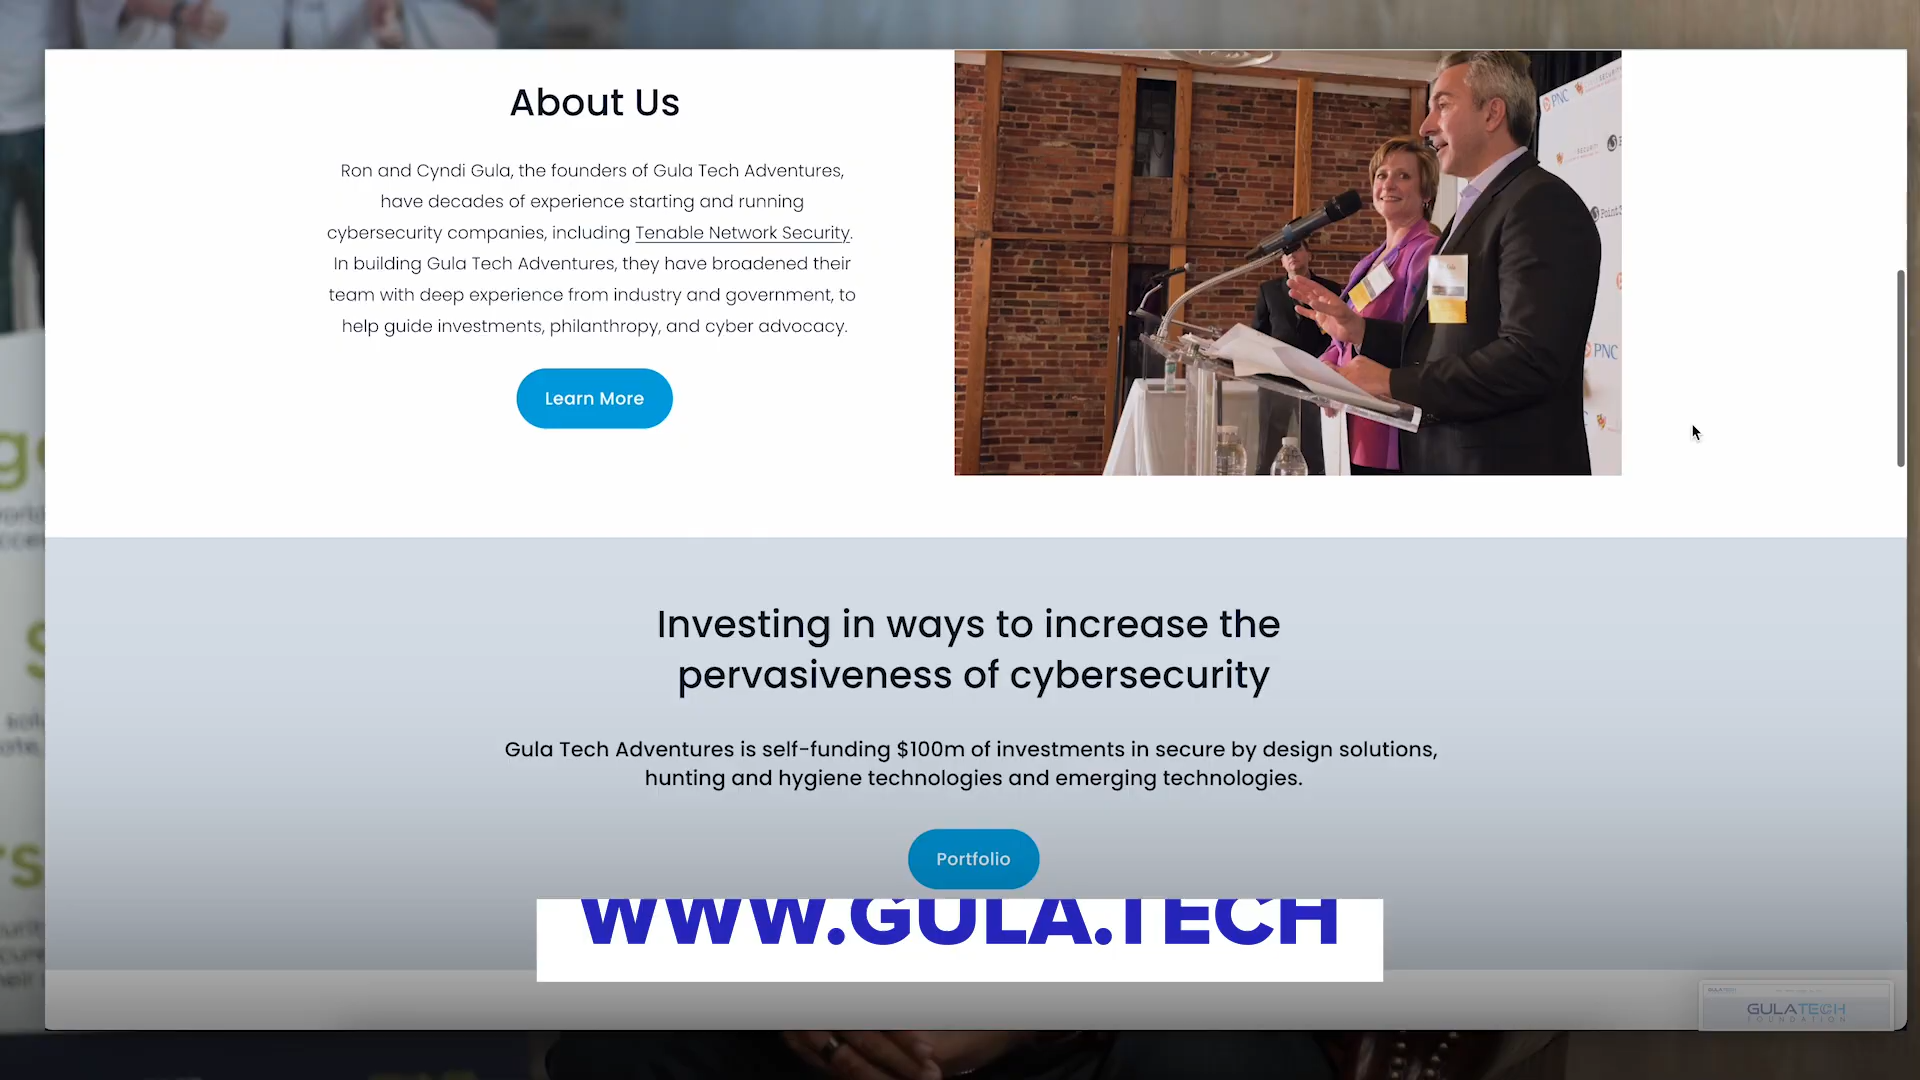 About Us
Ron and Cyndi Gula, the founders of Gula Tech Adventures,
have decades of experience starting and running
cybersecurity companies, including Tenable Network Security.
In building Gula Tech Adventures, they have broadened their
team with deep experience from industry and government, to
help guide investments, philanthropy, and cyber advocacy.
Learn More
PNC
PNC
Investing in ways to increase the
pervasiveness of cybersecurity
Gula Tech Adventures is self-funding $100m of investments in secure by design solutions,
hunting and hygiene technologies and emerging technologies.
Portfolio
WWW.GULA.TECH
GULATECH
FOUNDATION